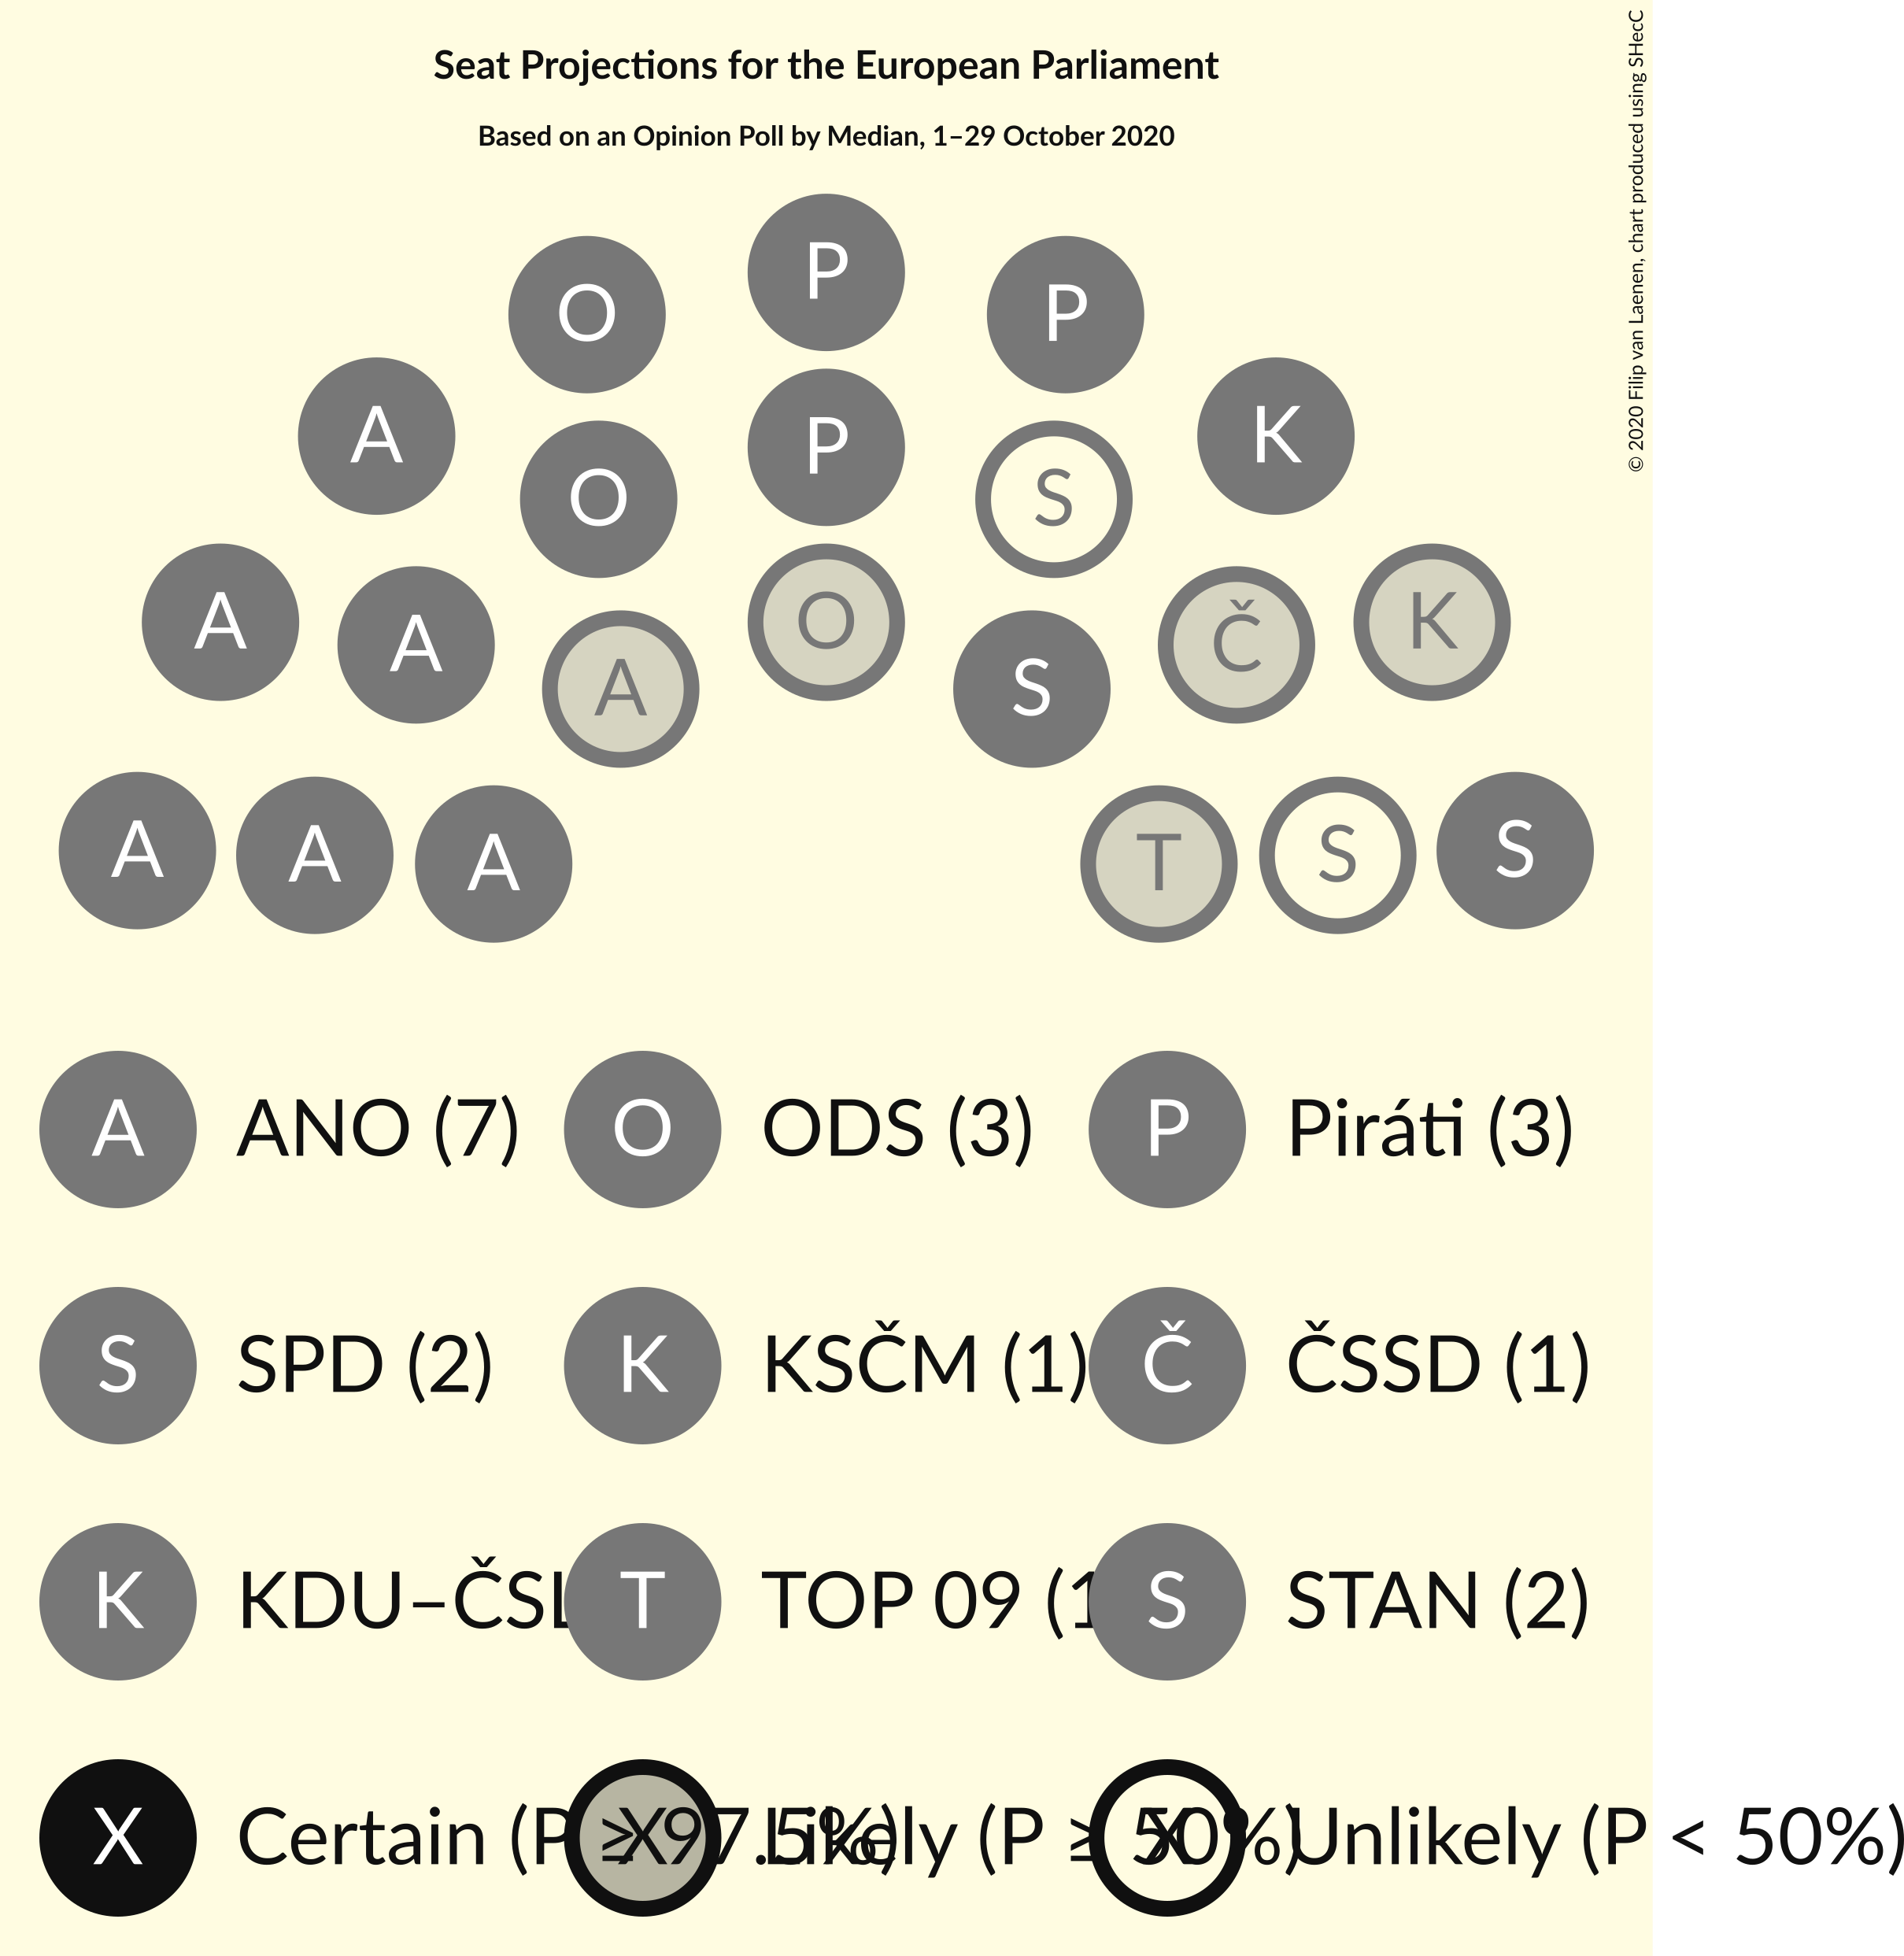 Seat Projections for the European Parliament
Based on an Opinion Poll by Median, 1–29 October 2020
© 2020 Filip van Laenen, chart produced using SHecC
P
O P
P
A K
O S
A O K
A Č
A S
A S
A S
A T
A ANO (7) O ODS (3) P Piráti (3)
S SPD (2) K KSČM (1) Č ČSSD (1)
K KDU–ČSL T TOP 09 (1 S STAN (2)
X Certain (P ≥ 97.5%) X Likely (P ≥ 50%) X Unlikely (P < 50%)